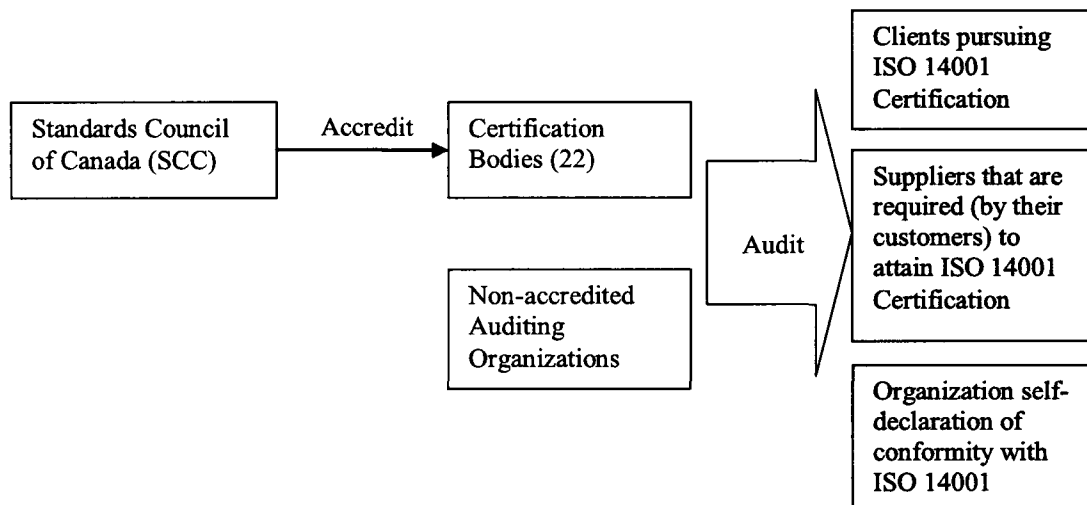 Standards Council
of Canada (SCC)
Accredit
Certification
Bodies (22)
Non-accredited
Auditing
Organizations
Audit
Clients pursuing
ISO 14001
Certification
Suppliers that are
required (by their
customers) to
attain ISO 14001
Certification
Organization self-
declaration of
conformity with
ISO 14001